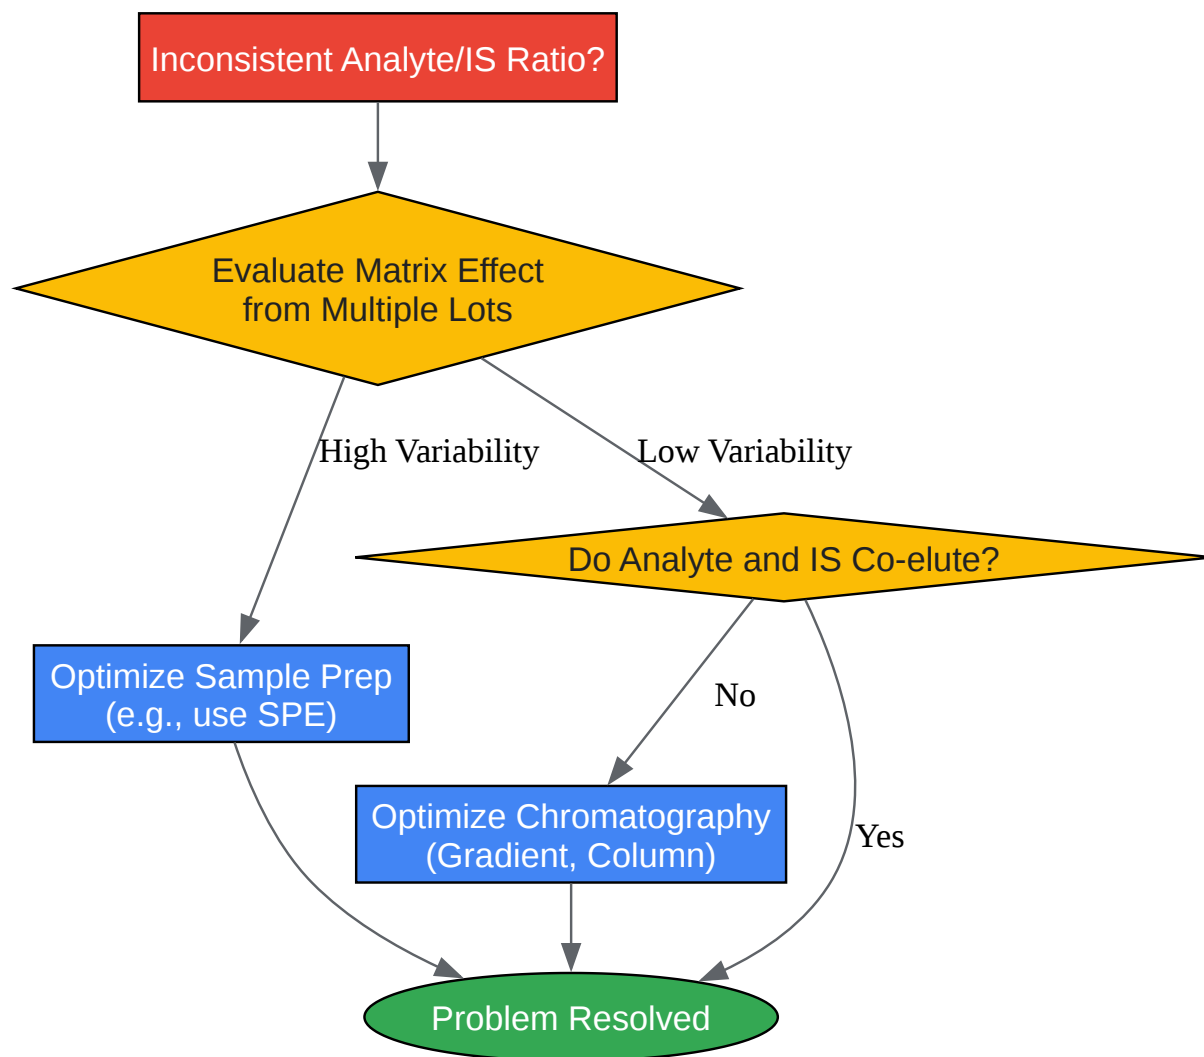 Inconsistent Analyte/IS Ratio?
Evaluate Matrix Effect
from Multiple Lots
High Variability
Low Variability
Do Analyte and IS Co-elute?
Optimize Sample Prep
(e.g., use SPE)
No
Optimize Chromatography
(Gradient, Column)
Yes
Problem Resolved